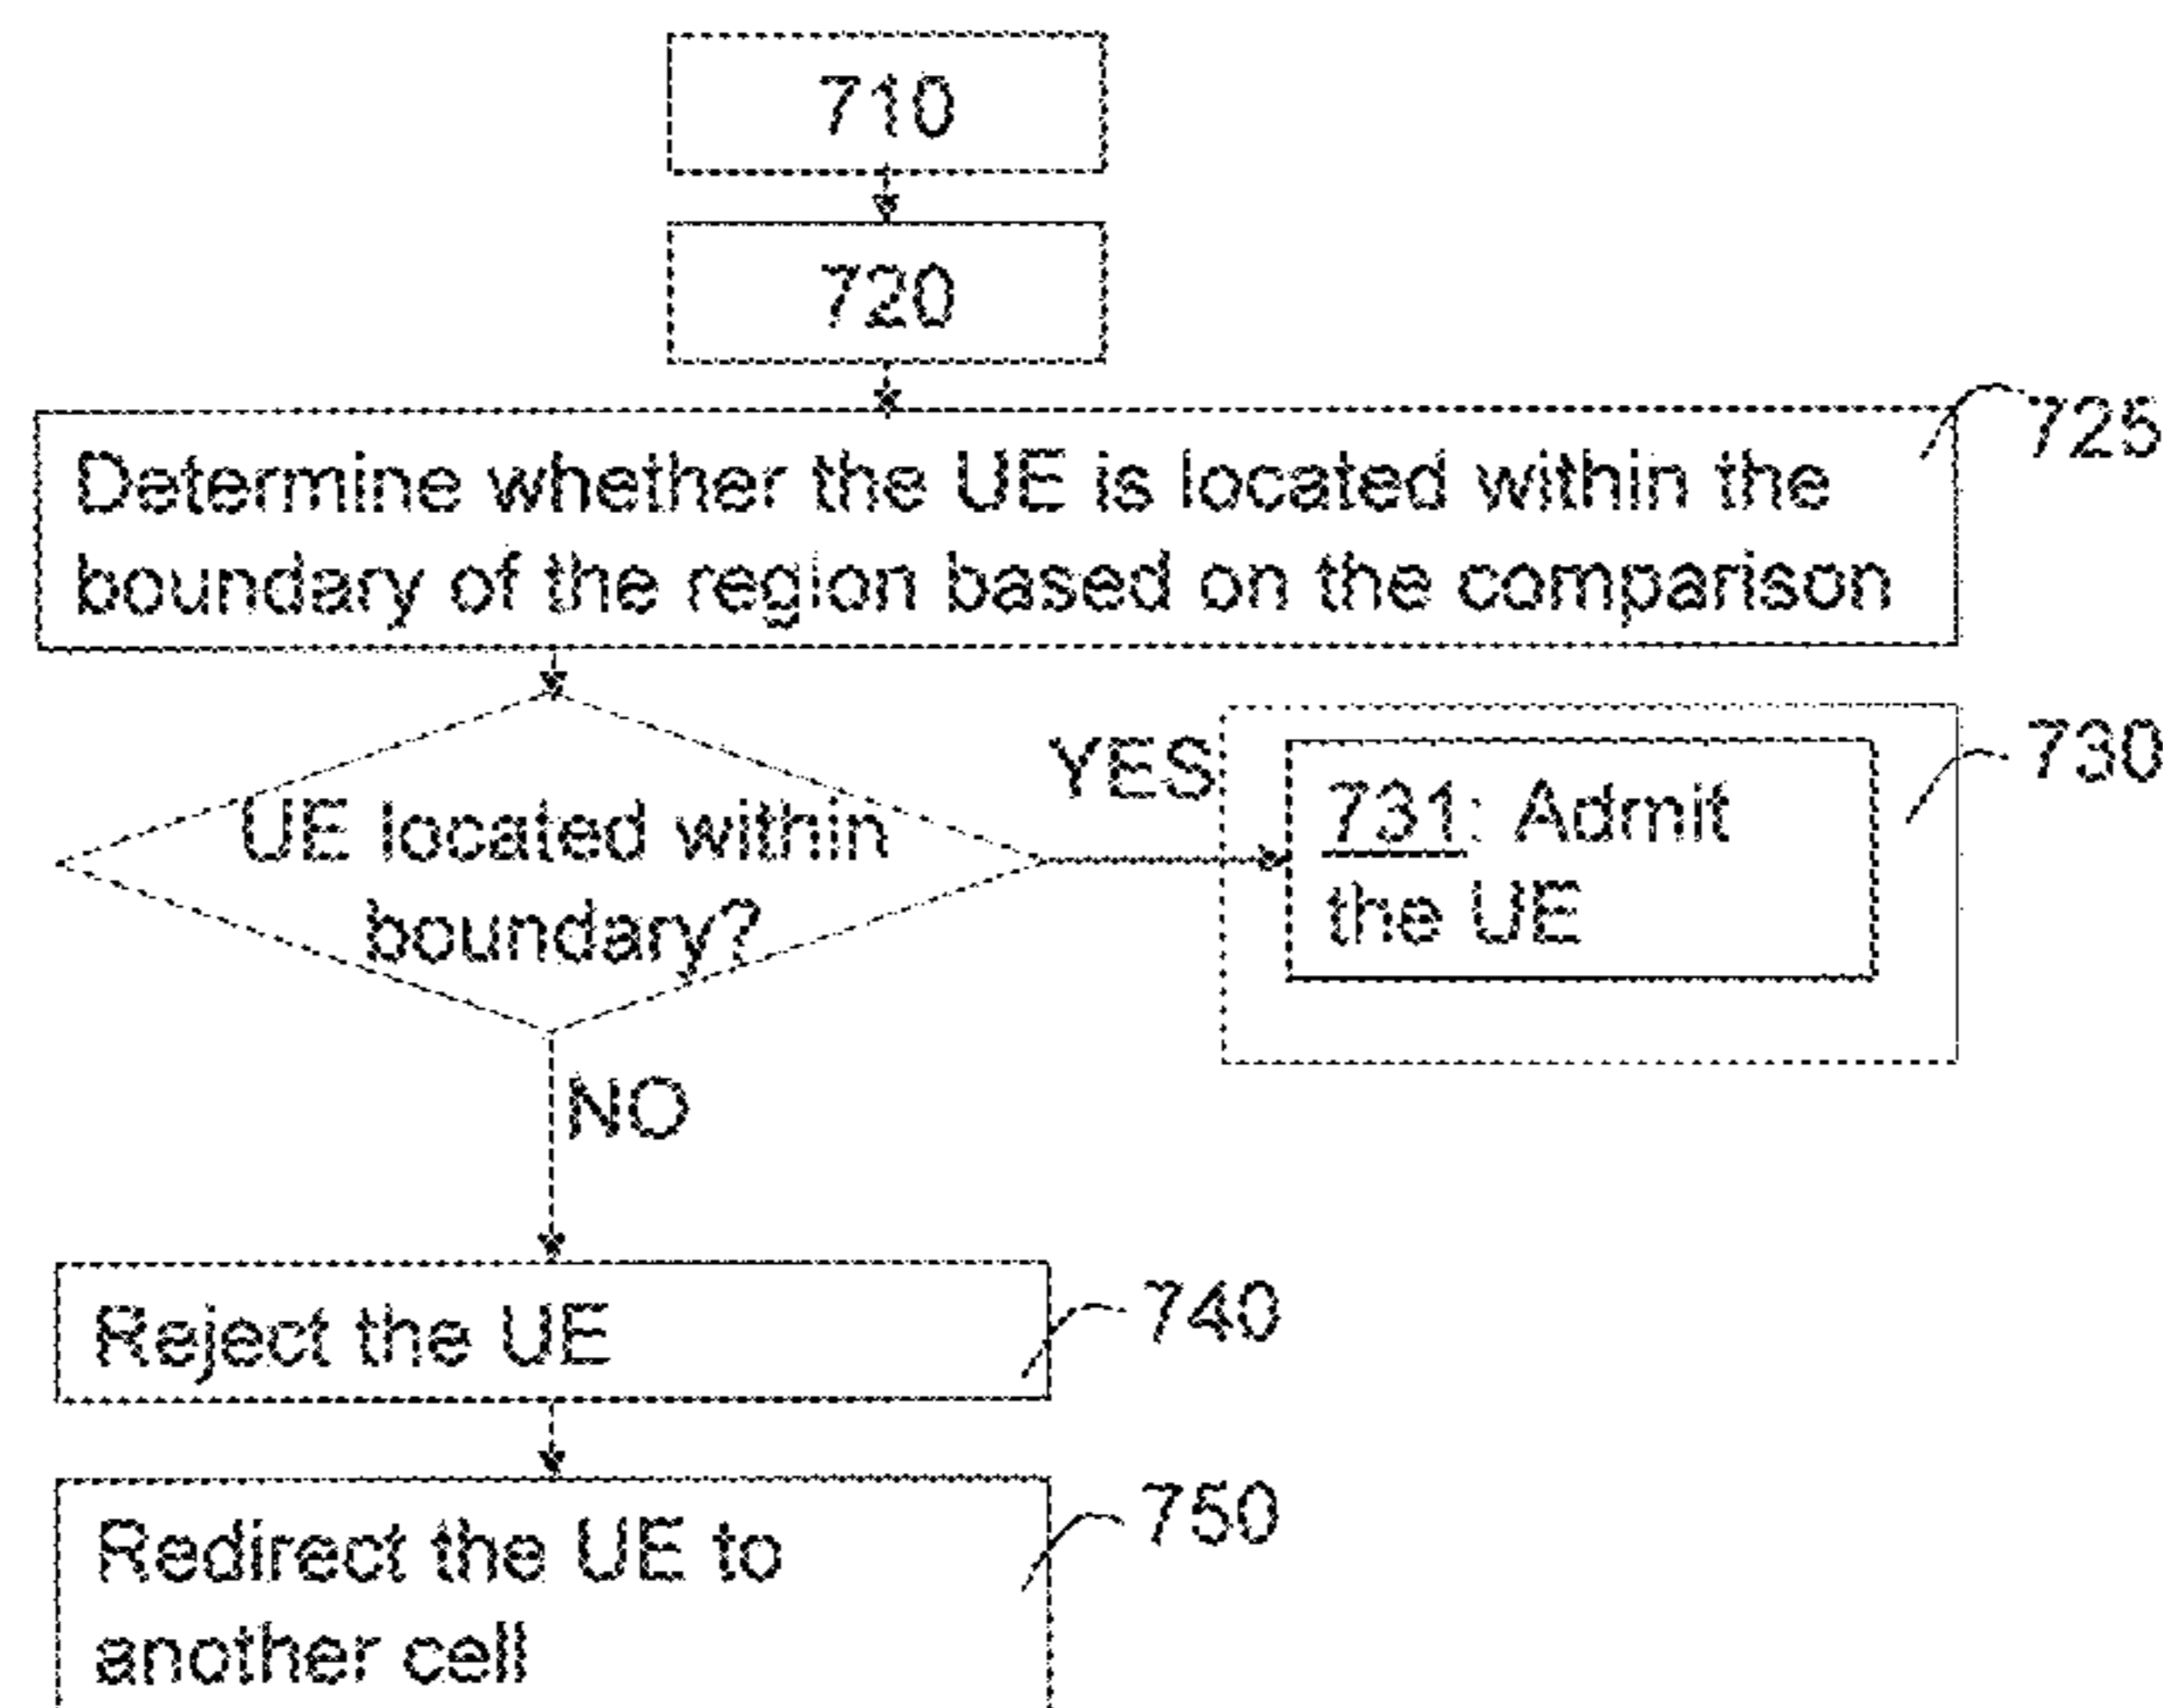 710
720
725
Determine whether the UE is located within the
boundary of the region based on the comparison
UE located within
boundary?
YES
730
731: Admit
the UE
NO
740
Reject the UE
750
Redirect the UE to
another cell